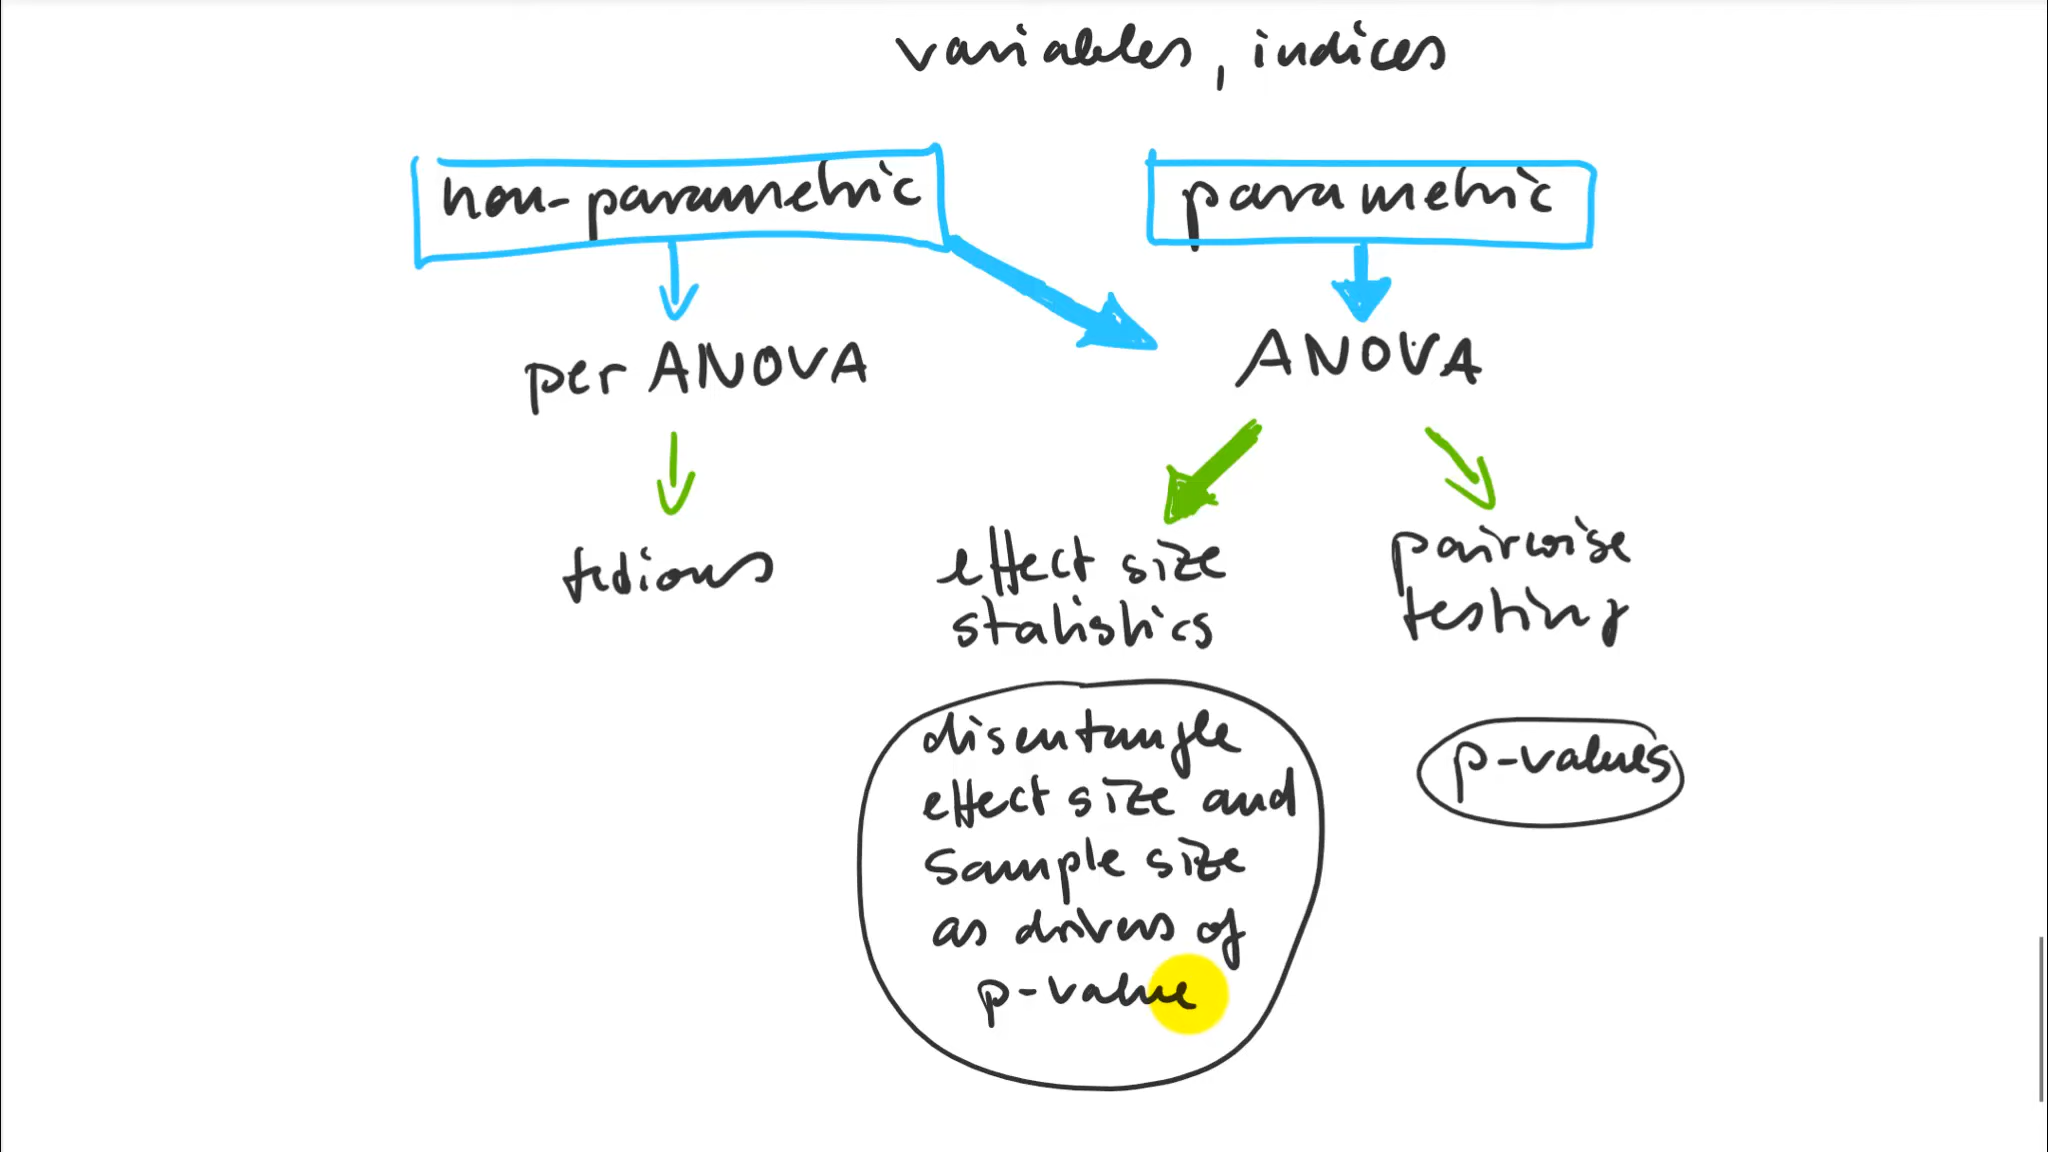 variables, indices
non-parametric
parametric
per ANOVA
ANOVA
tedious
effect size
statistics
pairwise
testing
disentangle
effect size and
sample size
as drivers of
p-value
p-values